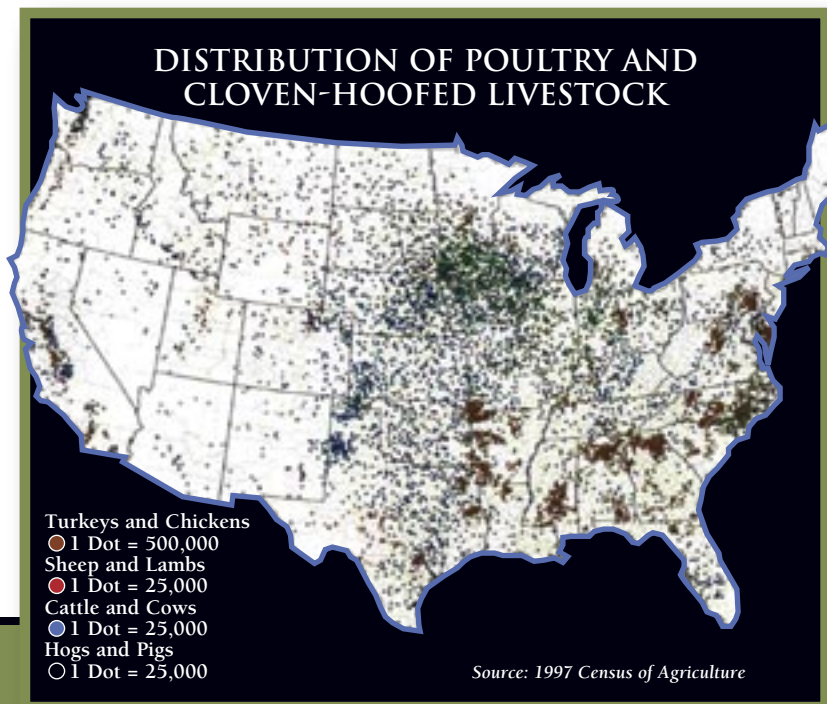 DISTRIBUTION OF POULTRY AND
CLOVEN-HOOFED LIVESTOCK
Turkeys and Chickens
1 Dot = 500,000
Sheep and Lambs
1 Dot = 25,000
Cattle and Cows
1 Dot = 25,000
Hogs and Pigs
1 Dot = 25,000
Source: 1997 Census of Agriculture